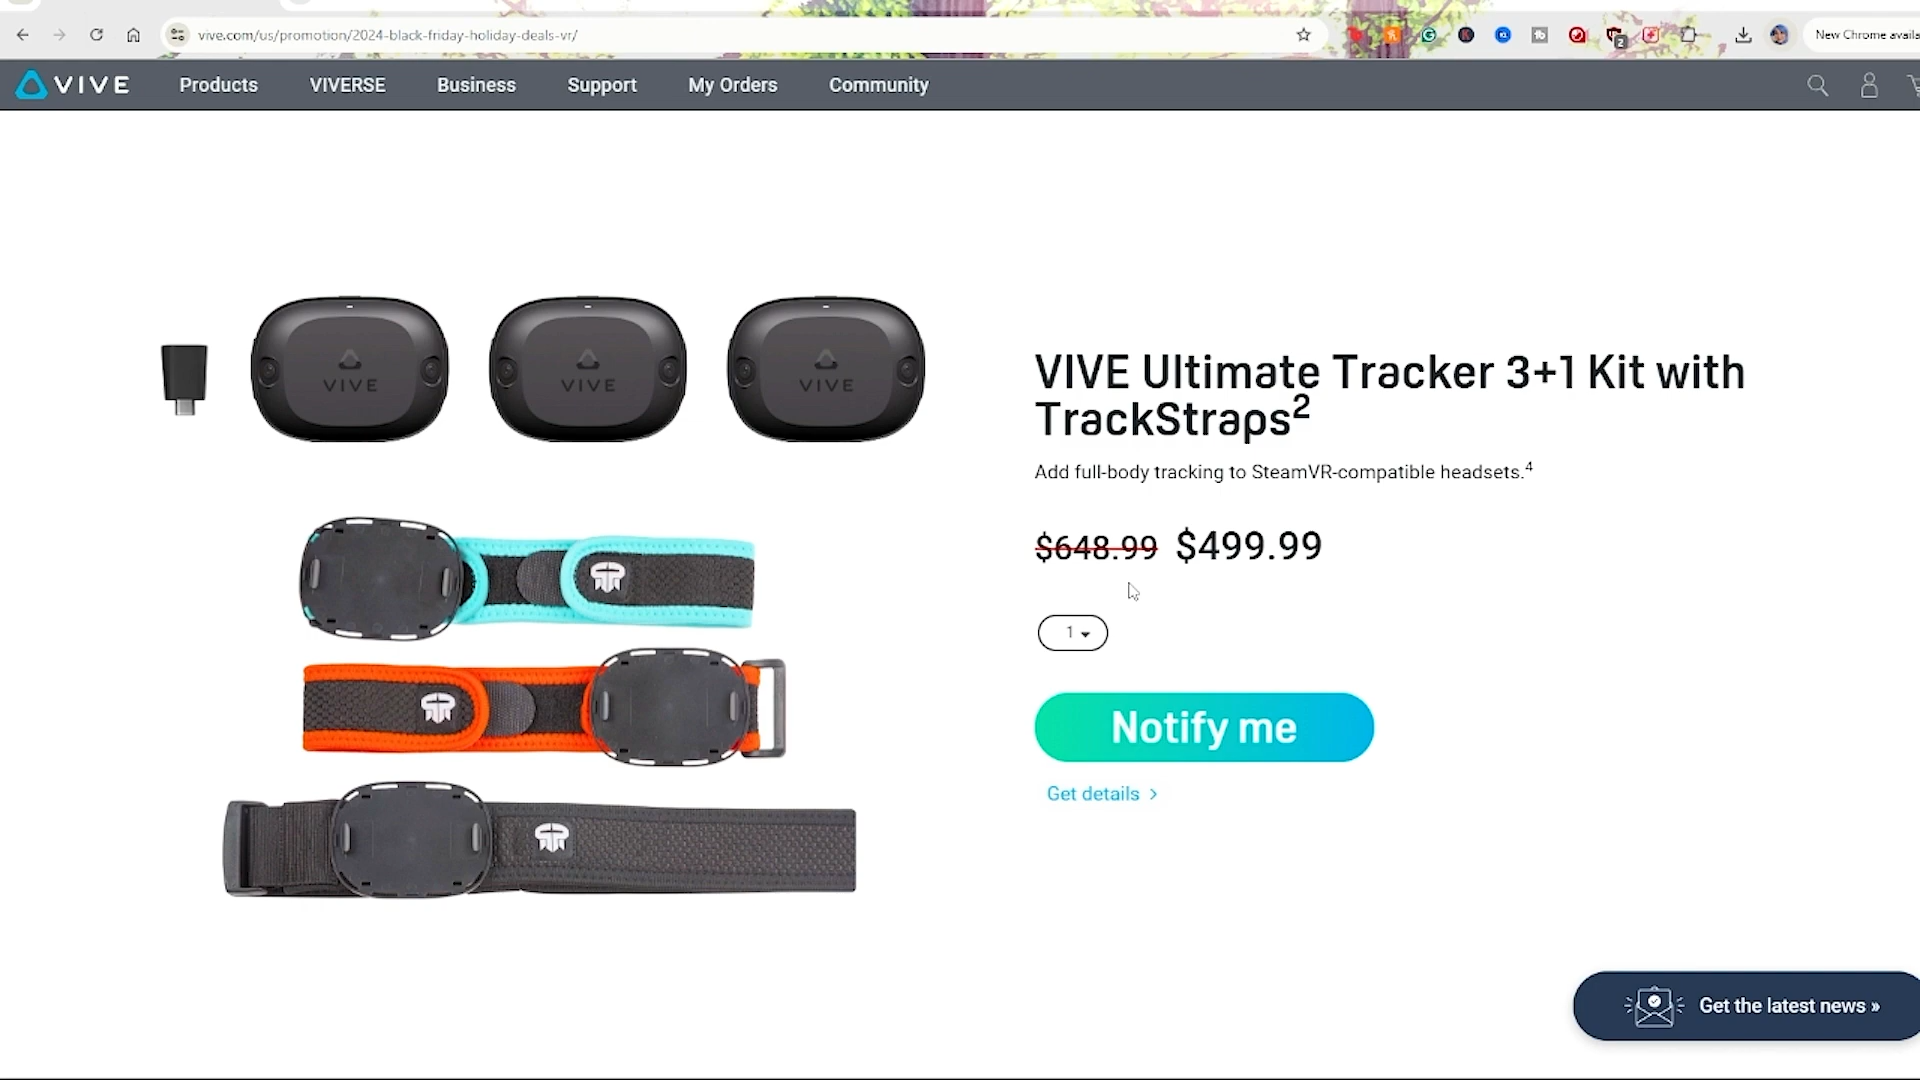 vive.com/us/promotion/2024-black-friday-holiday-deals-vr/
New Chrome availa
VIVE Products VIVERSE Business Support My Orders Community
VIVE VIVE VIVE
VIVE Ultimate Tracker 3+1 Kit with
TrackStraps²
Add full-body tracking to SteamVR-compatible headsets.⁴
$648.99 $499.99
1
Notify me
Get details >
Get the latest news »